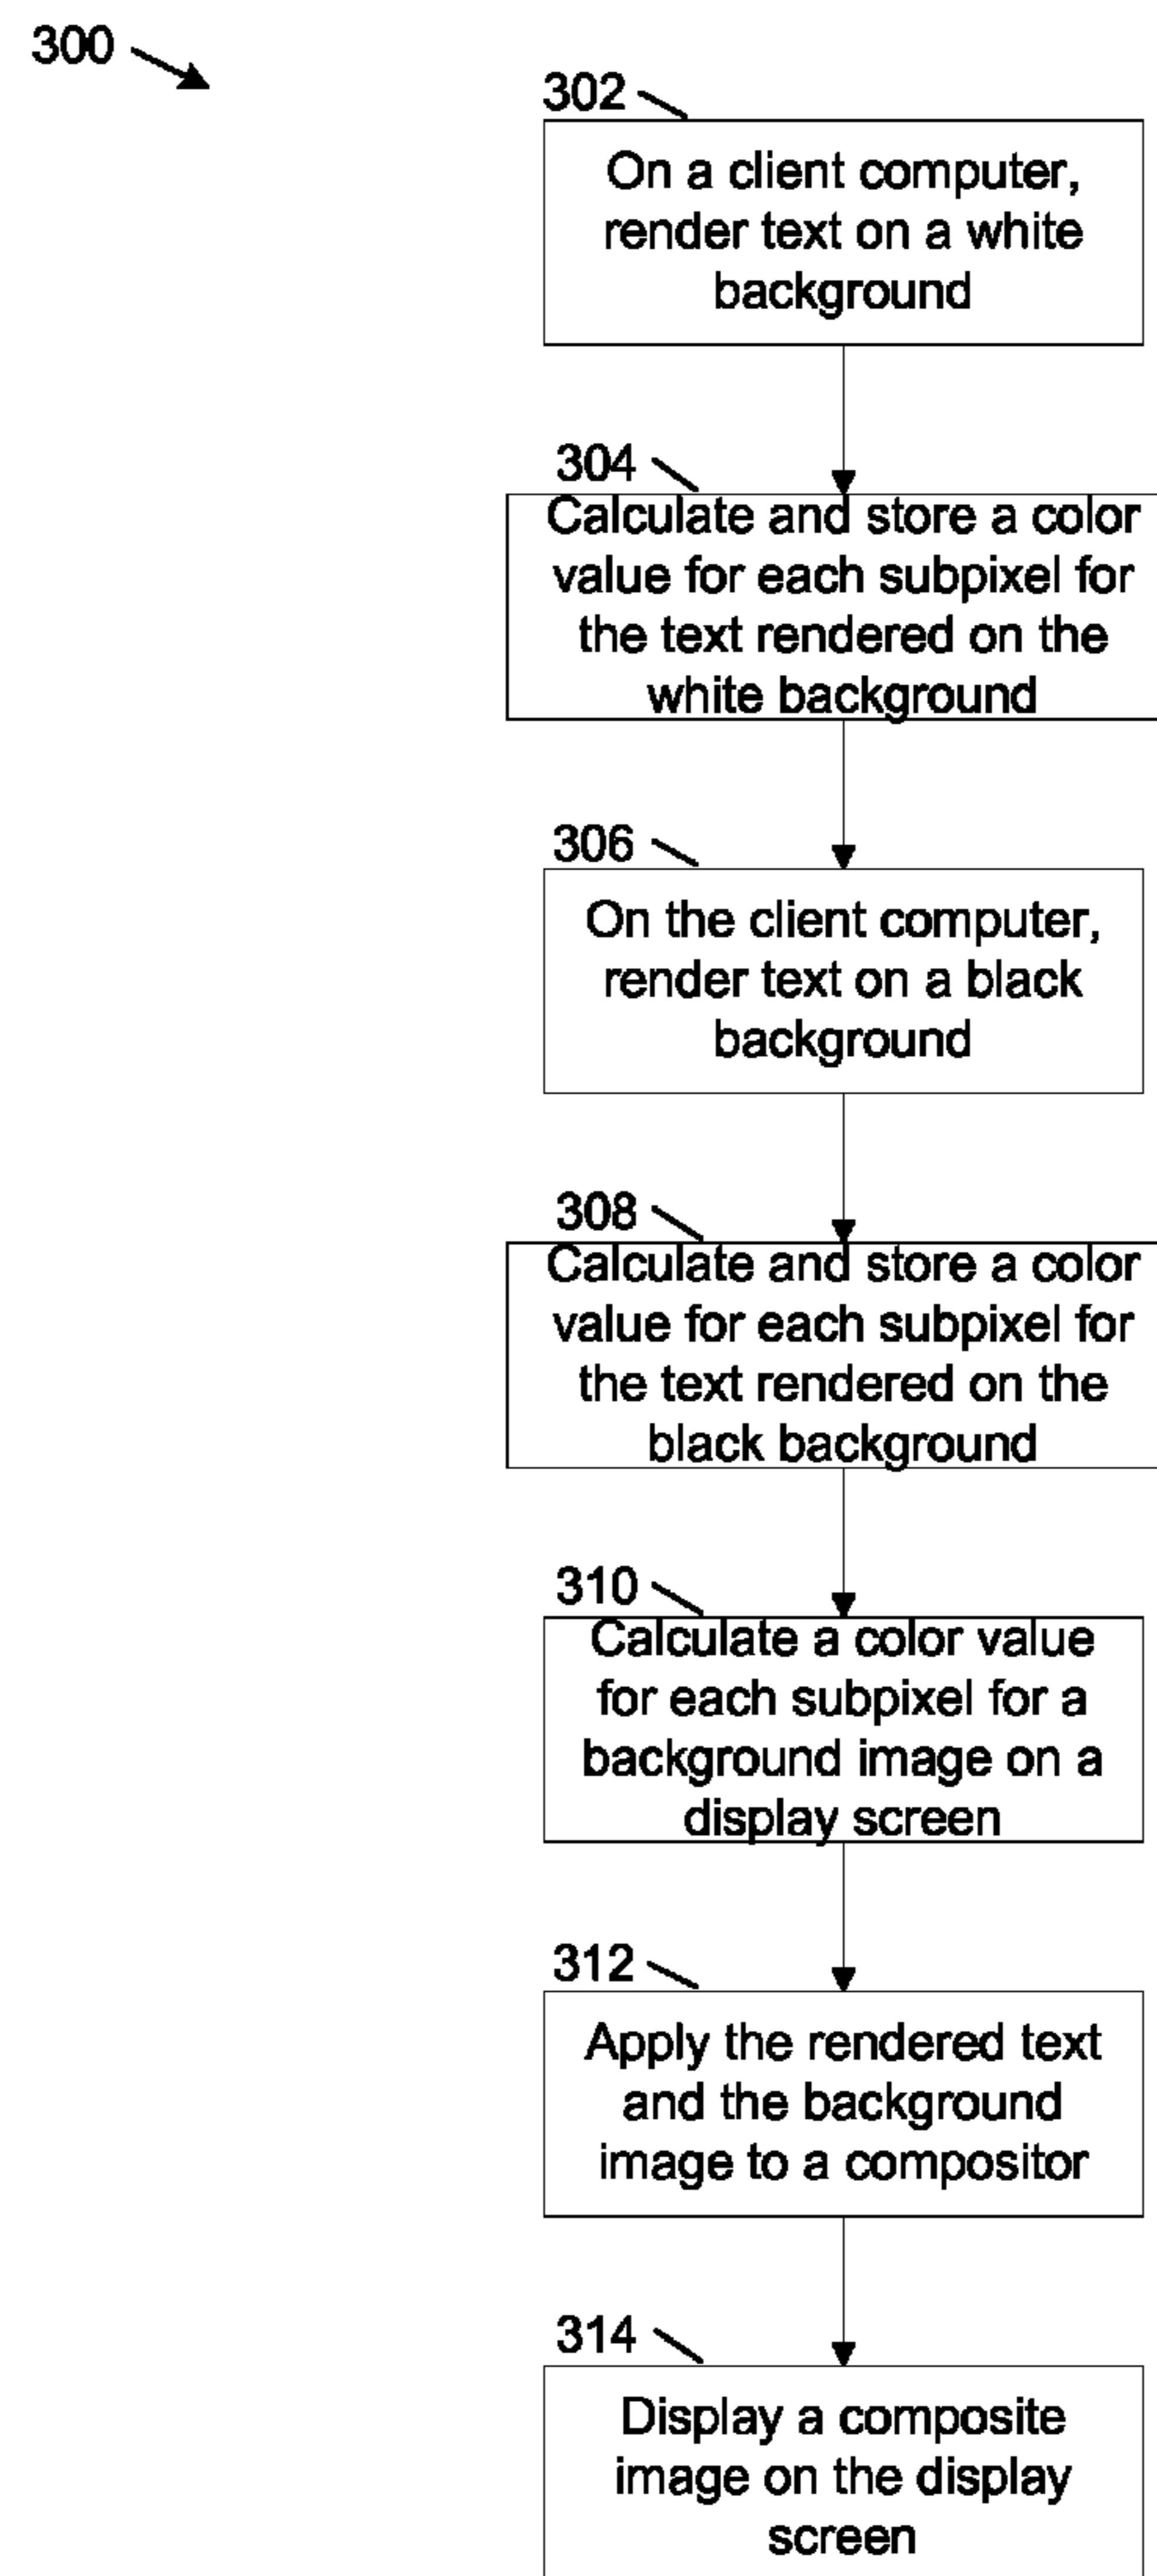 300
302
On a client computer,
render text on a white
background
304
Calculate and store a color
value for each subpixel for
the text rendered on the
white background
306
On the client computer,
render text on a black
background
308
Calculate and store a color
value for each subpixel for
the text rendered on the
black background
310
Calculate a color value
for each subpixel for a
background image on a
display screen
312
Apply the rendered text
and the background
image to a compositor
314
Display a composite
image on the display
screen